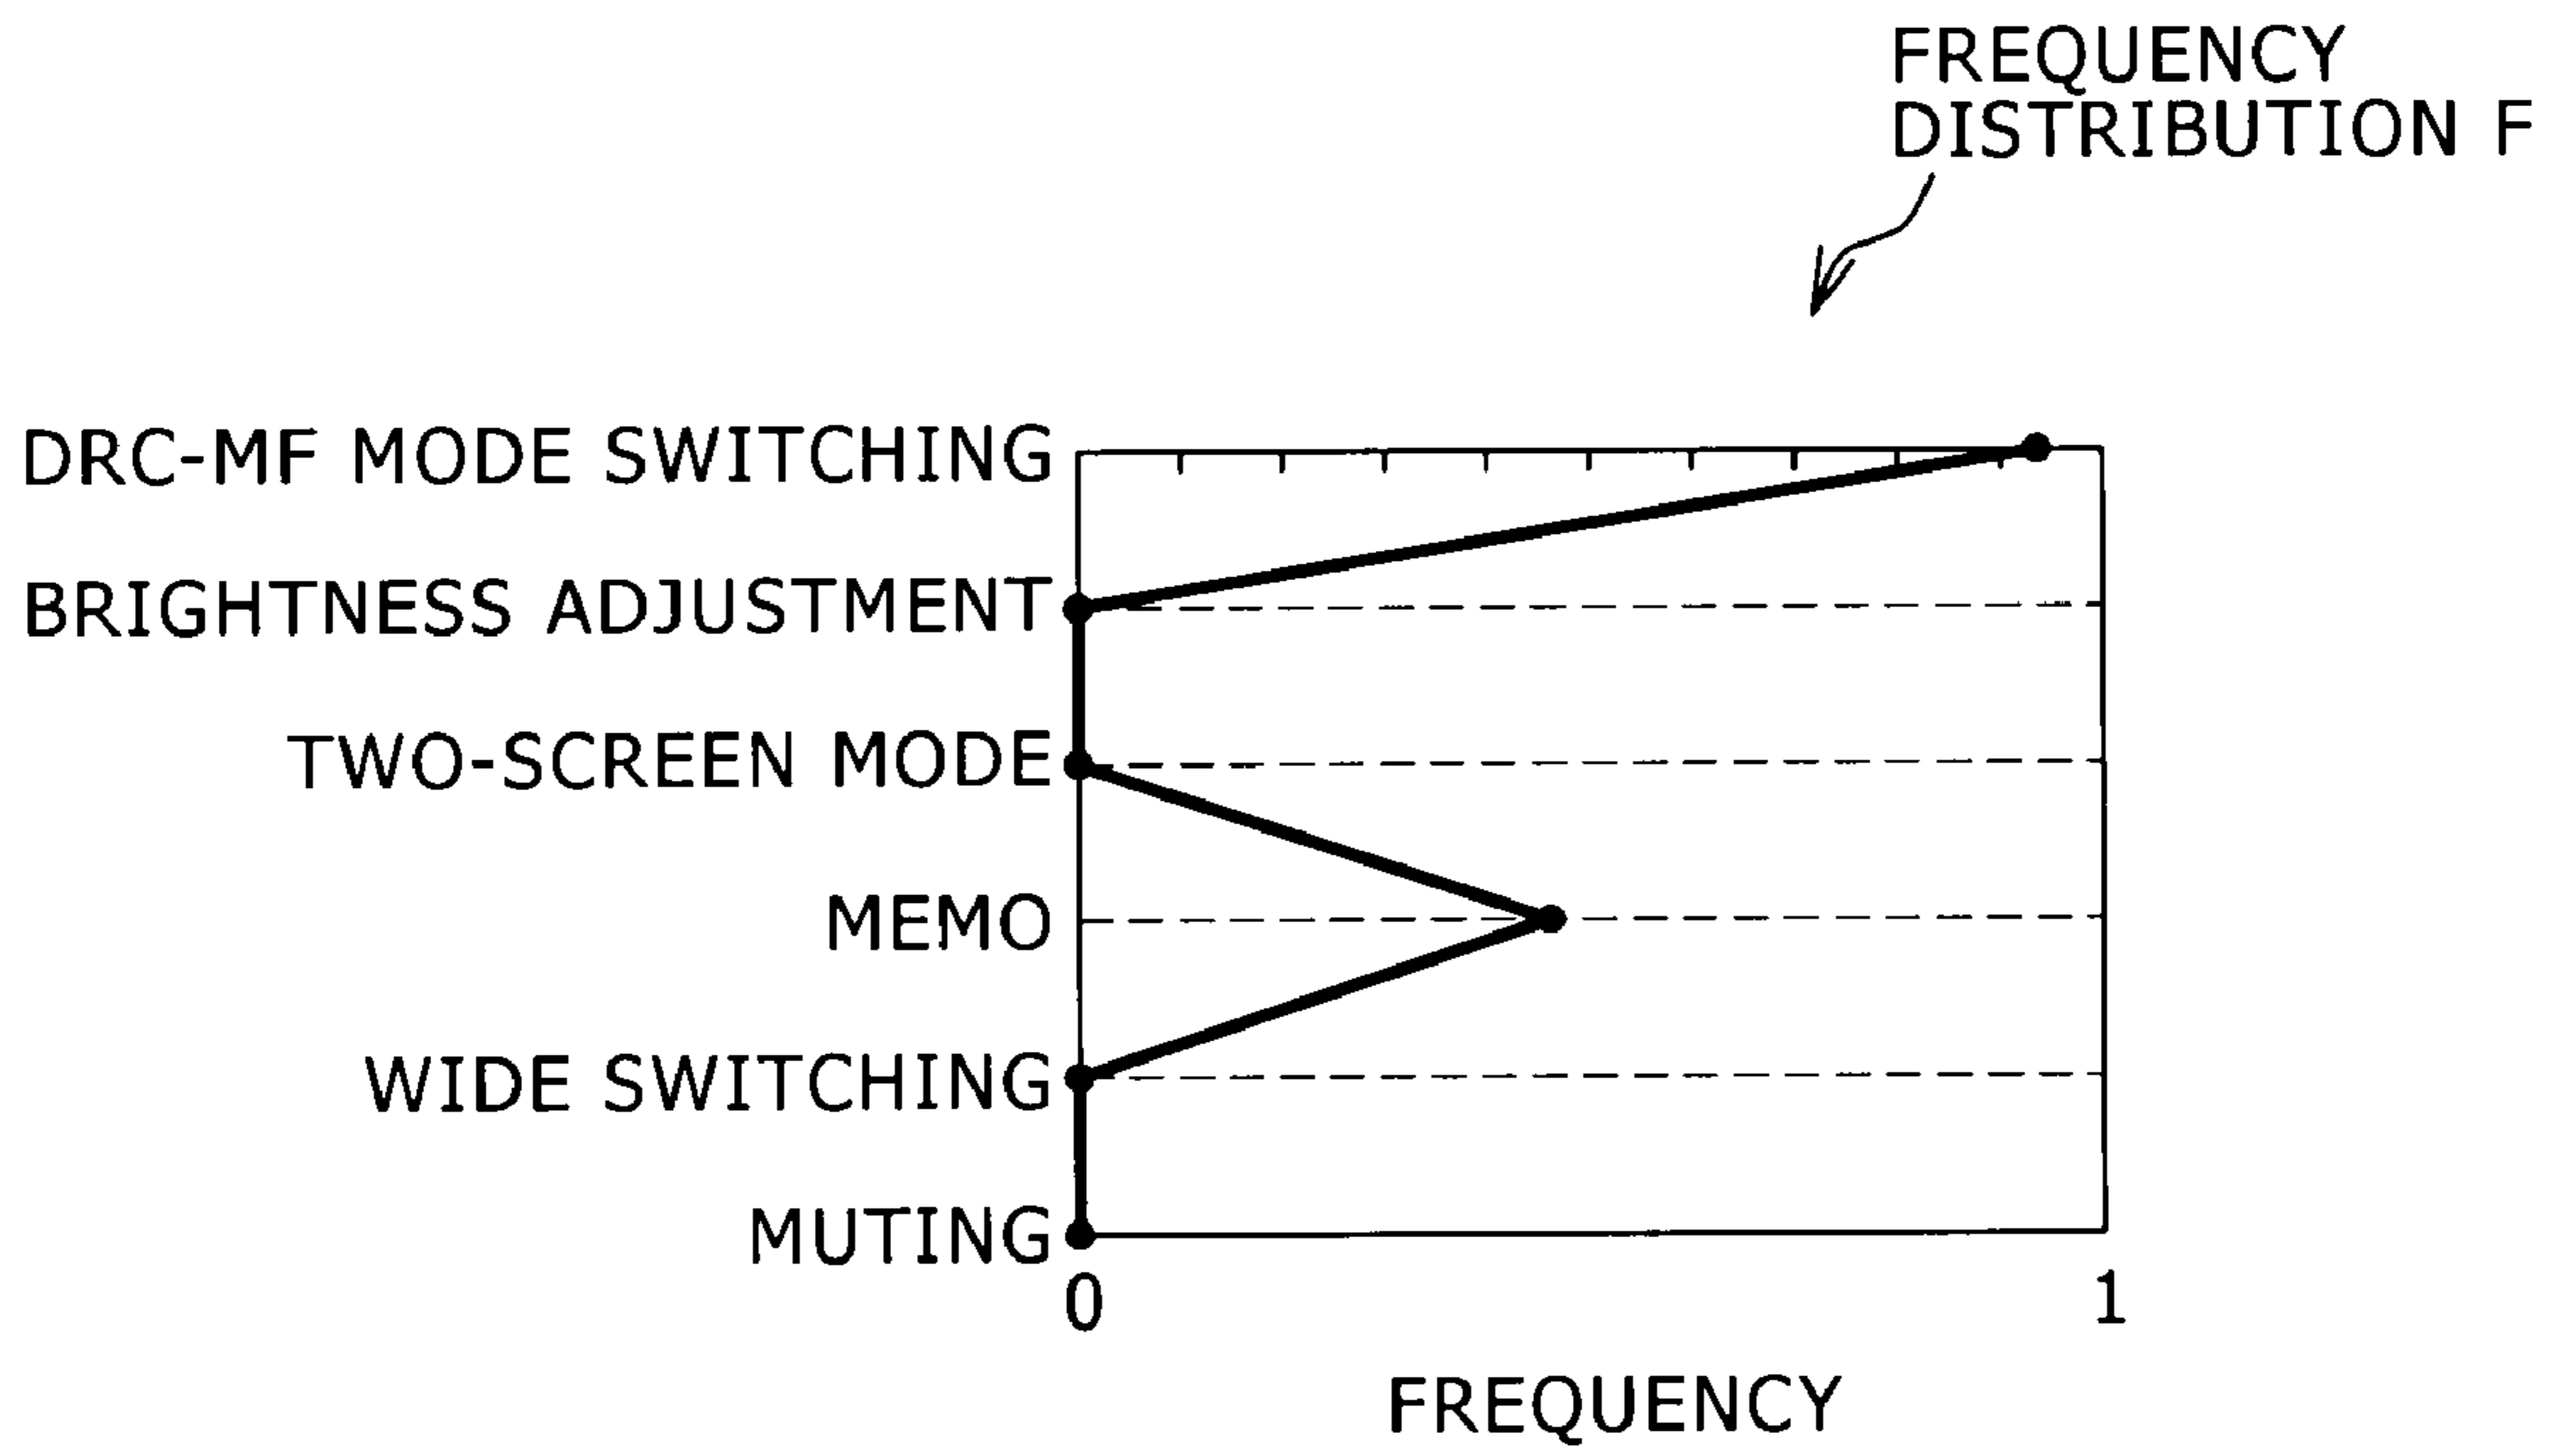 FREQUENCY
DISTRIBUTION F
DRC-MF MODE SWITCHING
BRIGHTNESS ADJUSTMENT
TWO-SCREEN MODE
MEMO
WIDE SWITCHING
MUTING
0 1
FREQUENCY